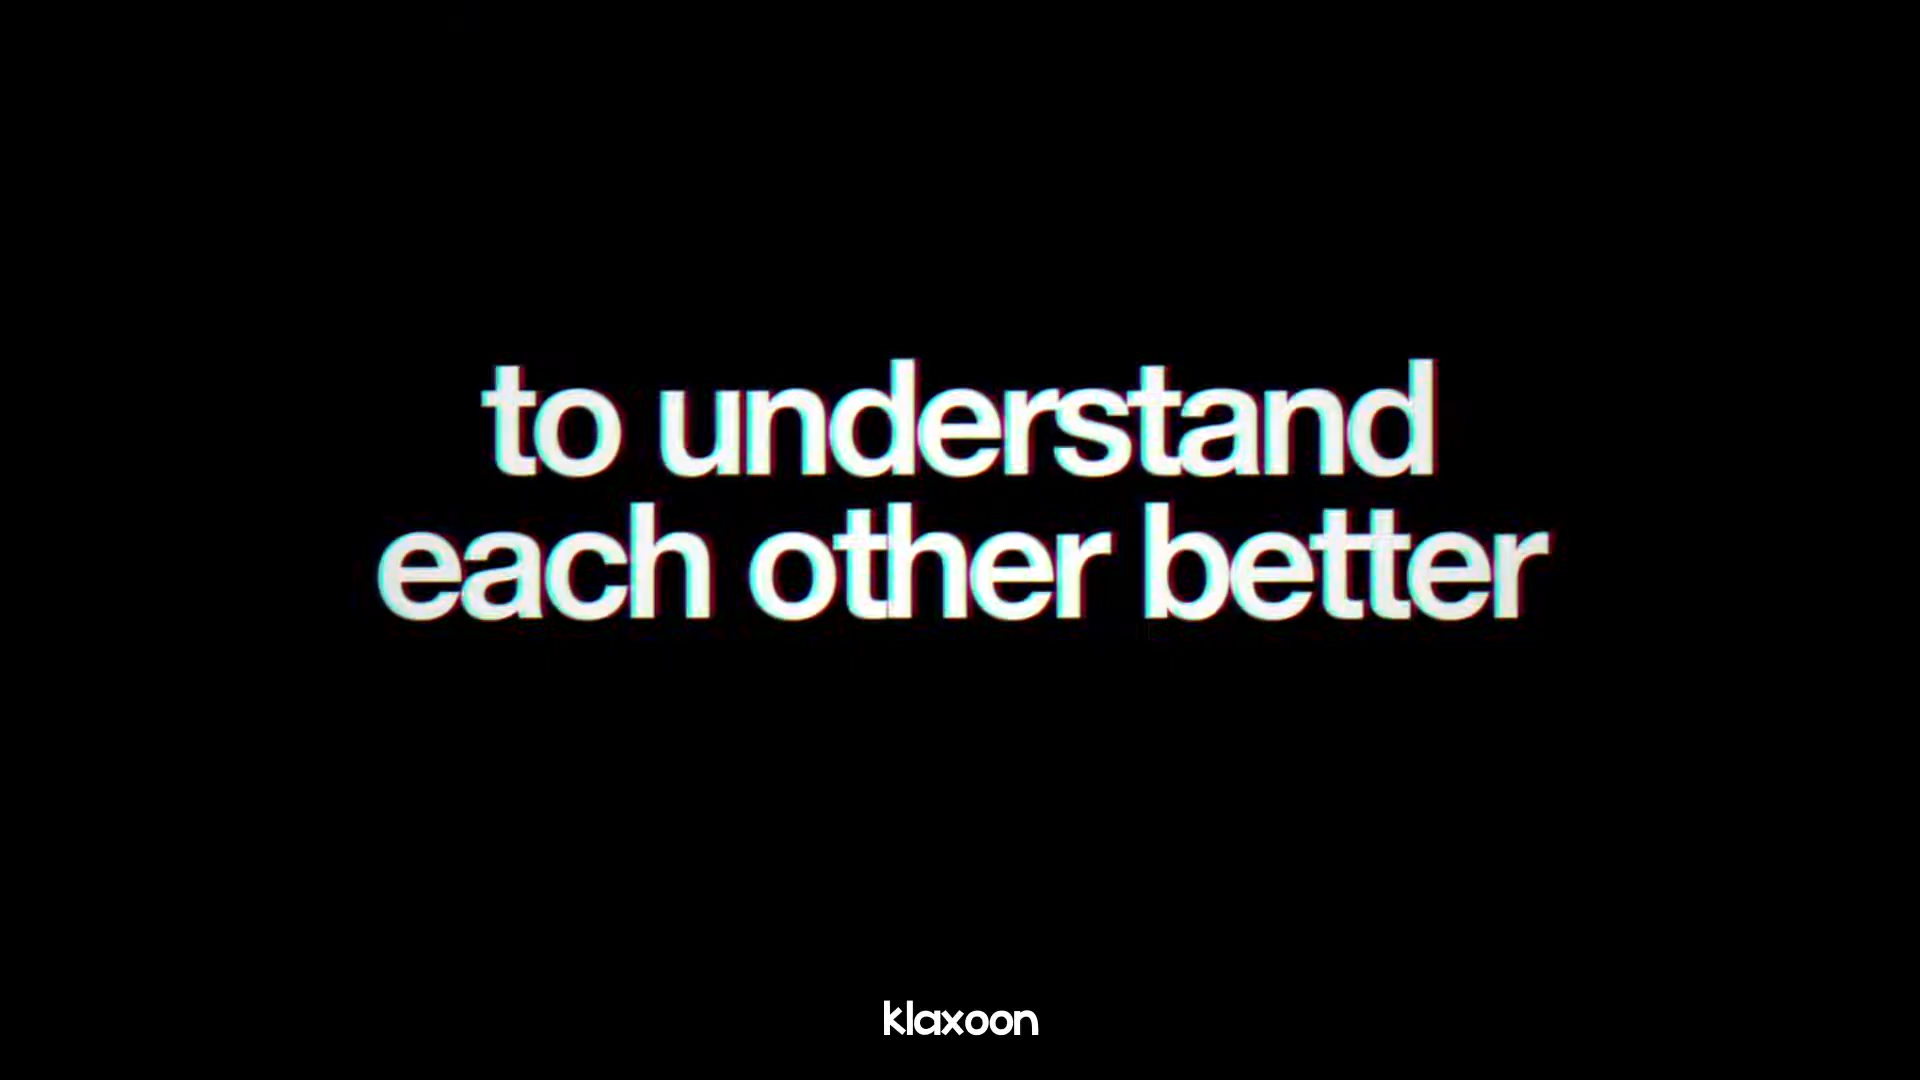 to understand
each other better
klaxoon